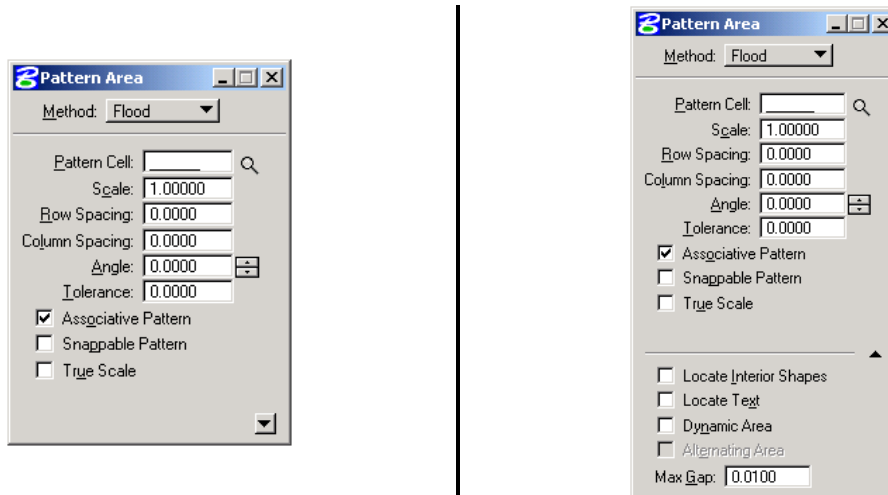 Pattern Area
Method: Flood
Pattern Cell:
Scale: 1.00000
Row Spacing: 0.0000
Column Spacing: 0.0000
Angle: 0.0000
Tolerance: 0.0000
Associative Pattern
Snappable Pattern
True Scale
Pattern Area
Method: Flood
Pattern Cell:
Scale: 1.00000
Row Spacing: 0.0000
Column Spacing: 0.0000
Angle: 0.0000
Tolerance: 0.0000
Associative Pattern
Snappable Pattern
True Scale
Locate Interior Shapes
Locate Text
Dynamic Area
Alternating Area
Max Gap: 0.0100